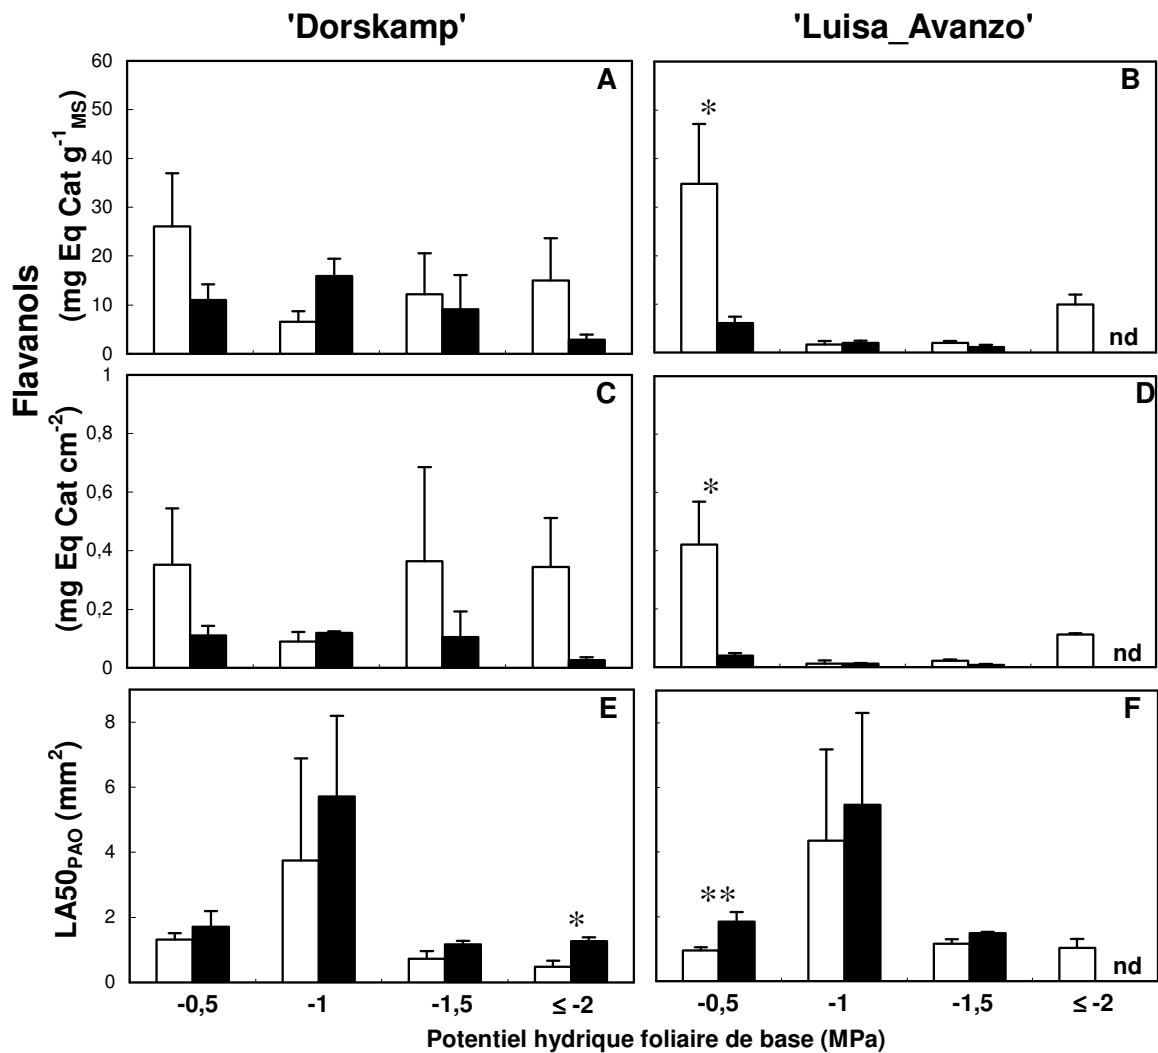 'Dorskamp' 'Luisa_Avanzo'
Flavanols
(mg Eq Cat g-1 MS)
60
50
40
30
20
10
0
A
B
*
nd
(mg Eq Cat cm-2)
1
0,8
0,6
0,4
0,2
0
C
D
*
nd
LA50PAO (mm2)
8
6
4
2
0
E
*
F
**
nd
-0,5 -1 -1,5 ≤ -2 -0,5 -1 -1,5 ≤ -2
Potentiel hydrique foliaire de base (MPa)